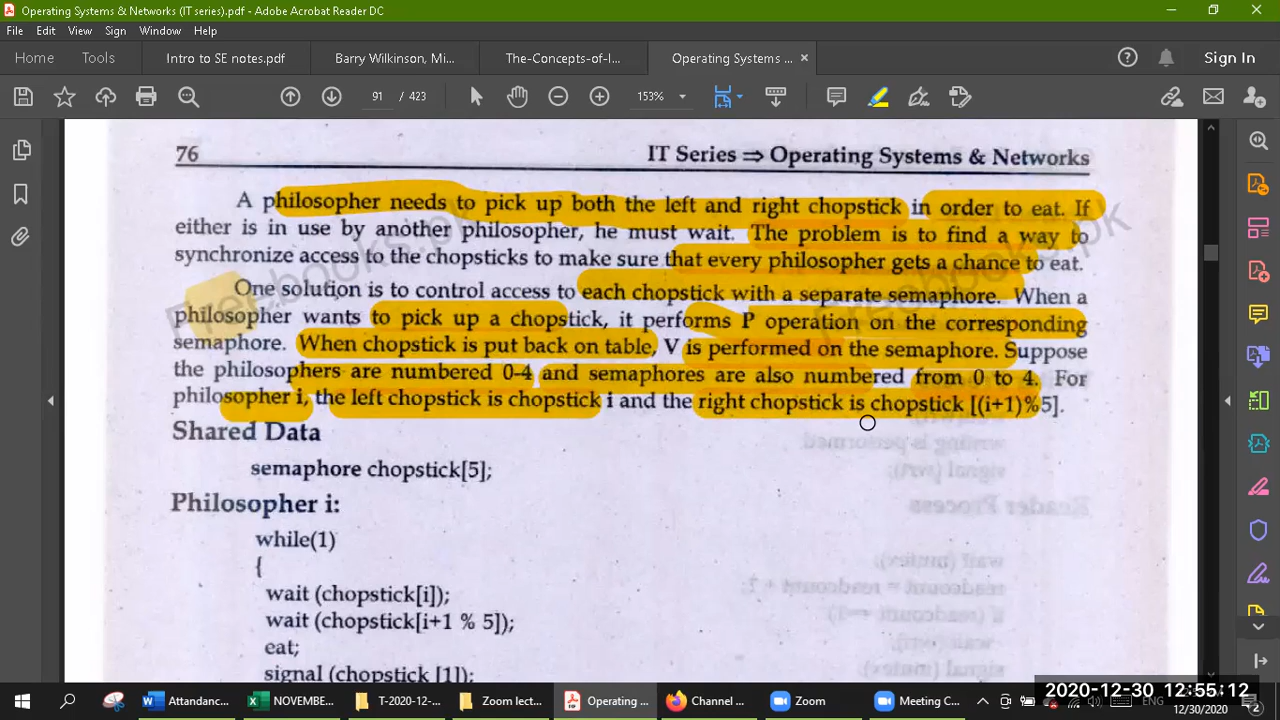 Operating Systems & Networks (IT series).pdf - Adobe Acrobat Reader DC
File Edit View Sign Window Help
Home Tools Intro to SE notes.pdf Barry Wilkinson, Mi... The-Concepts-of-I... Operating Systems ... × Sign In
91 / 423 153%
76 IT Series ⇒ Operating Systems & Networks
A philosopher needs to pick up both the left and right chopstick in order to eat. If
either is in use by another philosopher, he must wait. The problem is to find a way to
synchronize access to the chopsticks to make sure that every philosopher gets a chance to eat.
One solution is to control access to each chopstick with a separate semaphore. When a
philosopher wants to pick up a chopstick, it performs P operation on the corresponding
semaphore. When chopstick is put back on table, V is performed on the semaphore. Suppose
the philosophers are numbered 0-4 and semaphores are also numbered from 0 to 4. For
philosopher i, the left chopstick is chopstick i and the right chopstick is chopstick [(i+1)%5].
Shared Data
semaphore chopstick[5];
Philosopher i:
while(1)
{
wait (chopstick[i]);
wait (chopstick[i+1 % 5]);
eat;
signal (chopstick [1]);
Attandanc... NOVEMBE... T-2020-12-... Zoom lect... Operating ... Channel ... Zoom Meeting C... ENG
2020-12-30 12:55:12
12/30/2020 2